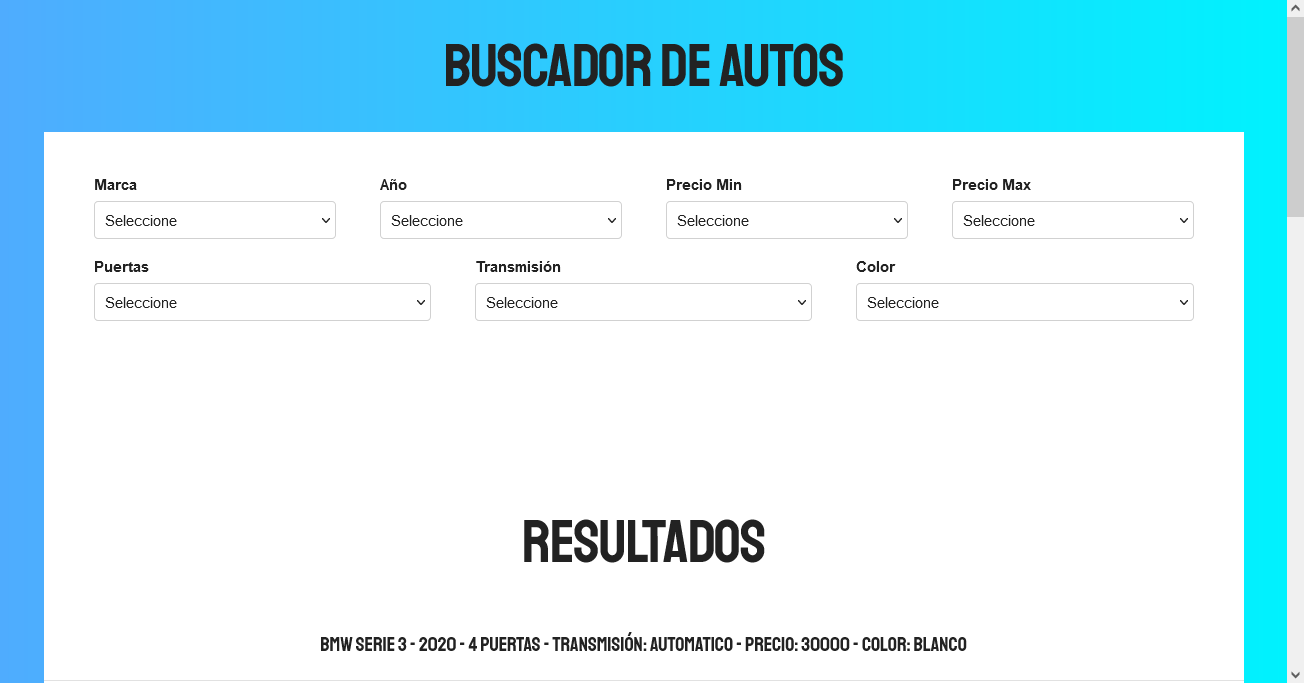 BUSCADOR DE AUTOS
Marca Año Precio Min Precio Max
Seleccione Seleccione Seleccione Seleccione
Puertas Transmisión Color
Seleccione Seleccione Seleccione
RESULTADOS
BMW SERIE 3 - 2020 - 4 PUERTAS - TRANSMISIÓN: AUTOMATICO - PRECIO: 30000 - COLOR: BLANCO